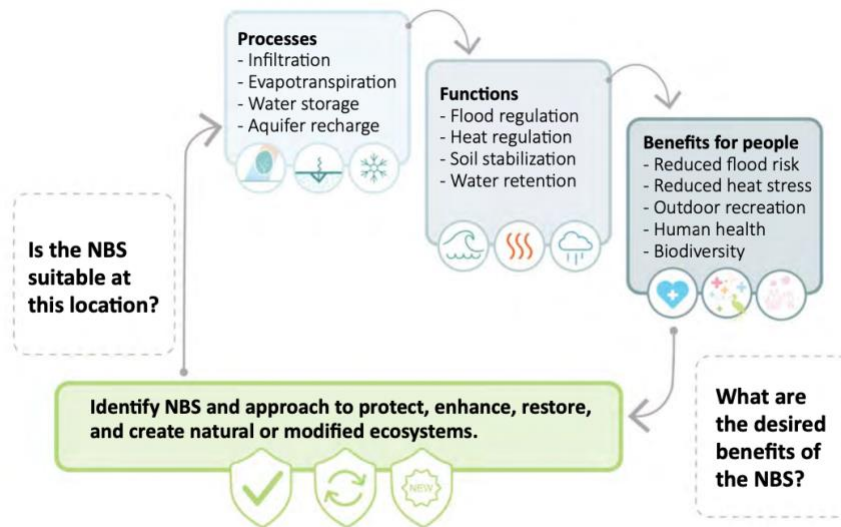 Processes
- Infiltration
- Evapotranspiration
- Water storage
- Aquifer recharge
Functions
- Flood regulation
- Heat regulation
- Soil stabilization
- Water retention
Benefits for people
- Reduced flood risk
- Reduced heat stress
- Outdoor recreation
- Human health
- Biodiversity
Is the NBS
suitable at
this location?
Identify NBS and approach to protect, enhance, restore,
and create natural or modified ecosystems.
NEW
What are
the desired
benefits of
the NBS?